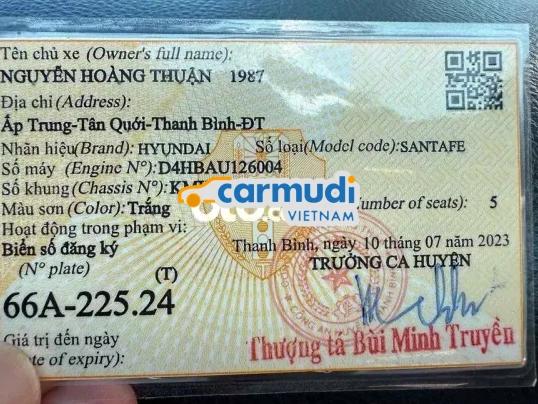 Tên chủ xe (Owner's full name):
NGUYỄN HOÀNG THUẬN 1987
Địa chỉ (Address):
Ấp Trung-Tân Quới-Thanh Bình-ĐT
Nhãn hiệu(Brand): HYUNDAI Số loại(Model code):SANTAFE
Số máy (Engine Nº):D4HBAU126004
Số khung(Chassis Nº):
carmudi
VIETNAM
Màu sơn (Color):Trắng of seats): 5
Hoạt động trong phạm vi:
Biển số đăng ký Thanh Bình, ngày 10 tháng 07 năm 2023
(Nº plate) TRƯỞNG CA HUYỆN
(T)
66A-225.24
Giá trị đến ngày Thượng tá Bùi Minh Truyền
of expiry):